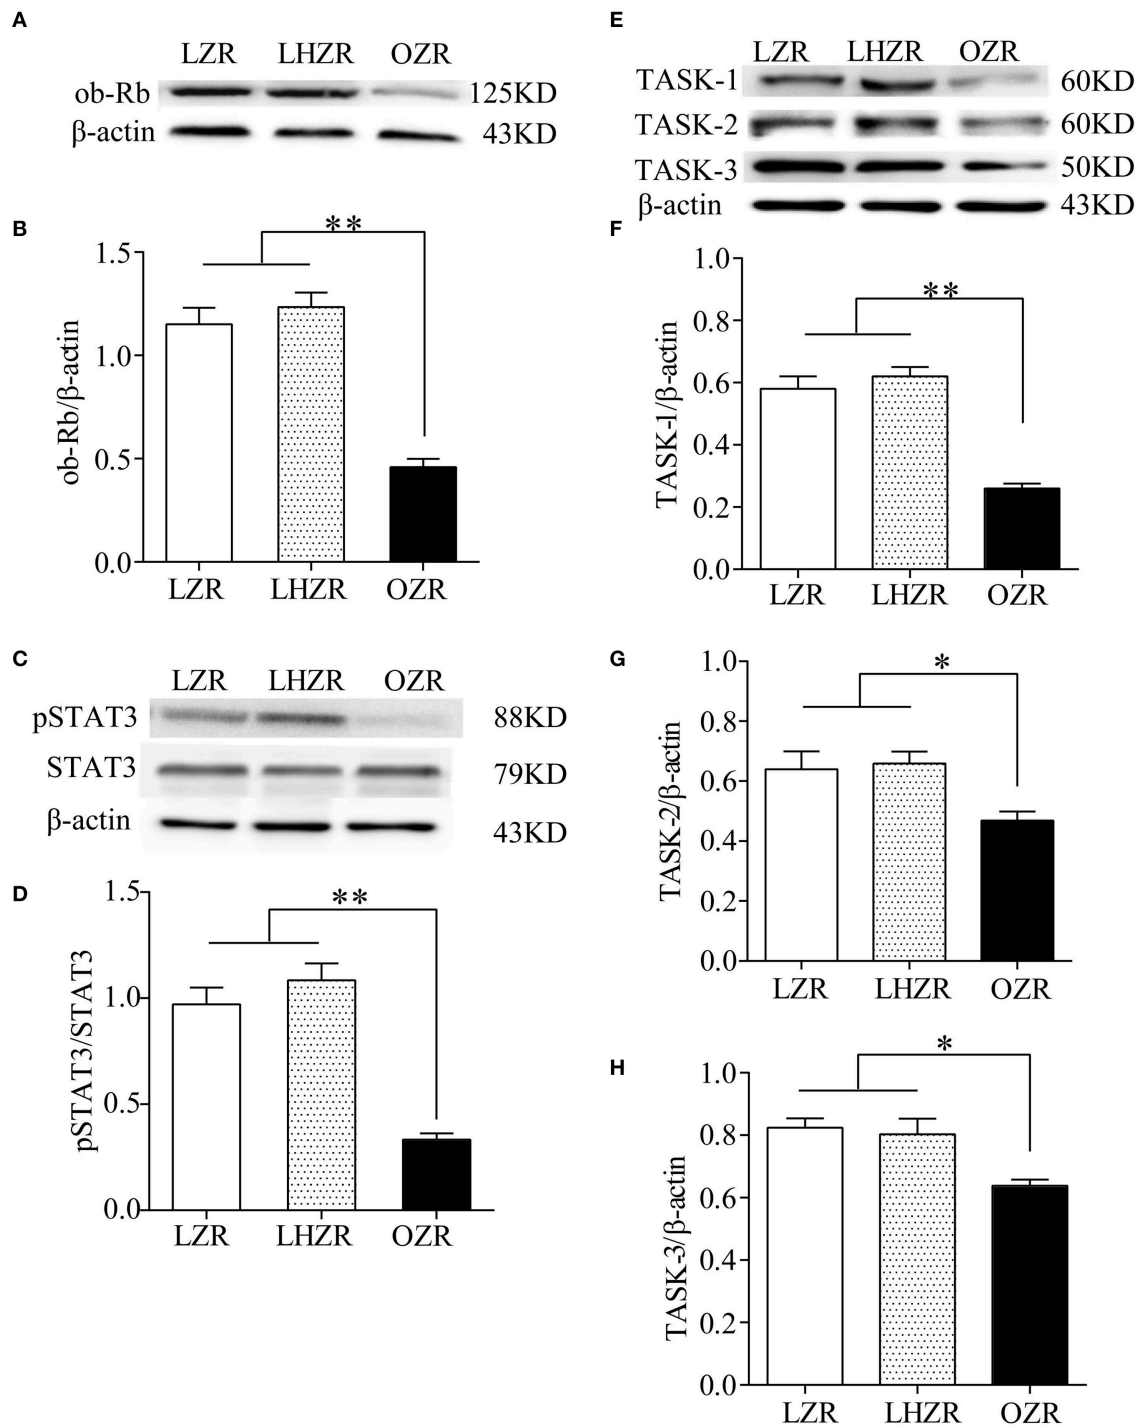 A
LZR LHZR OZR
ob-Rb 125KD
β-actin 43KD
B
**
1.5
1.0
0.5
0.0
ob-Rb/β-actin
LZR LHZR OZR
C
LZR LHZR OZR
pSTAT3 88KD
STAT3 79KD
β-actin 43KD
D
**
1.5
1.0
0.5
0.0
pSTAT3/STAT3
LZR LHZR OZR
E
LZR LHZR OZR
TASK-1 60KD
TASK-2 60KD
TASK-3 50KD
β-actin 43KD
F
**
1.0
0.8
0.6
0.4
0.2
0.0
TASK-1/β-actin
LZR LHZR OZR
G
*
1.0
0.8
0.6
0.4
0.2
0.0
TASK-2/β-actin
LZR LHZR OZR
H
*
1.0
0.8
0.6
0.4
0.2
0.0
TASK-3/β-actin
LZR LHZR OZR